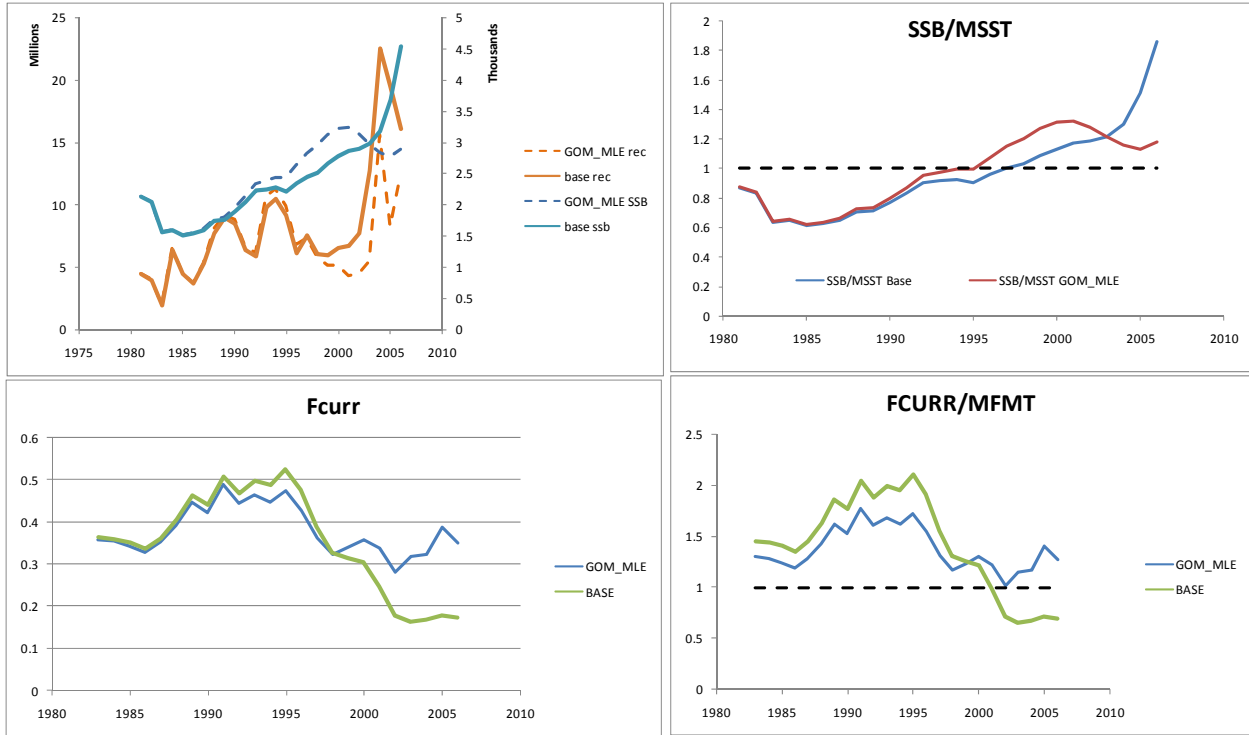 Millions
25
20
15
10
5
0
5
4.5
4
3.5
3
2.5
2
1.5
1
0.5
0
Thousands
1975 1980 1985 1990 1995 2000 2005 2010
GOM_MLE rec
base rec
GOM_MLE SSB
base ssb
SSB/MSST
2
1.8
1.6
1.4
1.2
1
0.8
0.6
0.4
0.2
0
SSB/MSST Base SSB/MSST GOM_MLE
1980 1985 1990 1995 2000 2005 2010
Fcurr
0.6
0.5
0.4
0.3
0.2
0.1
0
1980 1985 1990 1995 2000 2005 2010
GOM_MLE
BASE
FCURR/MFMT
2.5
2
1.5
1
0.5
0
1980 1985 1990 1995 2000 2005 2010
GOM_MLE
BASE